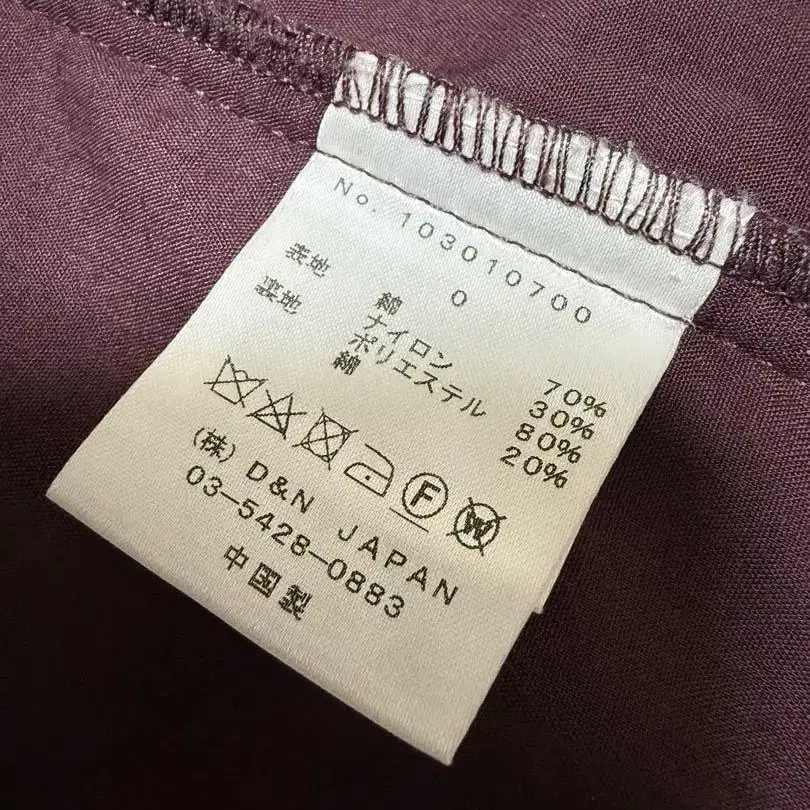 No. 103010700
0
表地 綿 70%
ナイロン 30%
裏地 ポリエステル 80%
綿 20%
F W
(株) D&N JAPAN
03-5428-0883
中国製